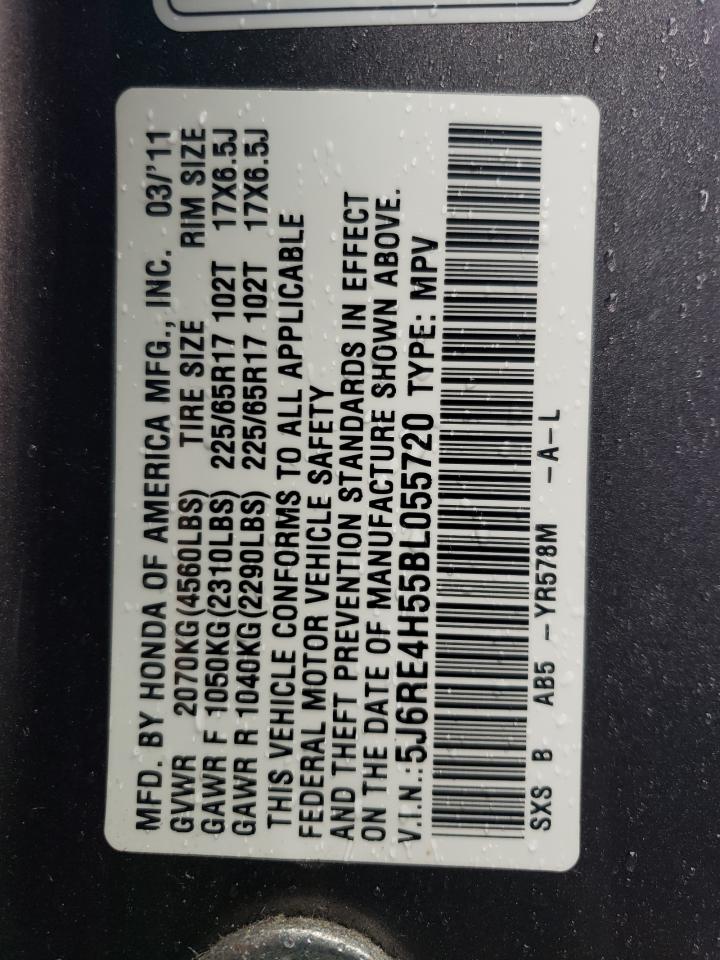 MFD. BY HONDA OF AMERICA MFG., INC. 03/'11
GVWR 2070KG(4560LBS) TIRE SIZE RIM SIZE
GAWR F 1050KG(2310LBS) 225/65R17 102T 17X6.5J
GAWR R 1040KG(2290LBS) 225/65R17 102T 17X6.5J
THIS VEHICLE CONFORMS TO ALL APPLICABLE
FEDERAL MOTOR VEHICLE SAFETY
AND THEFT PREVENTION STANDARDS IN EFFECT
ON THE DATE OF MANUFACTURE SHOWN ABOVE.
V.I.N.:5J6RE4H55BL055720 TYPE: MPV
SXS B AB5 -YR578M -A-L